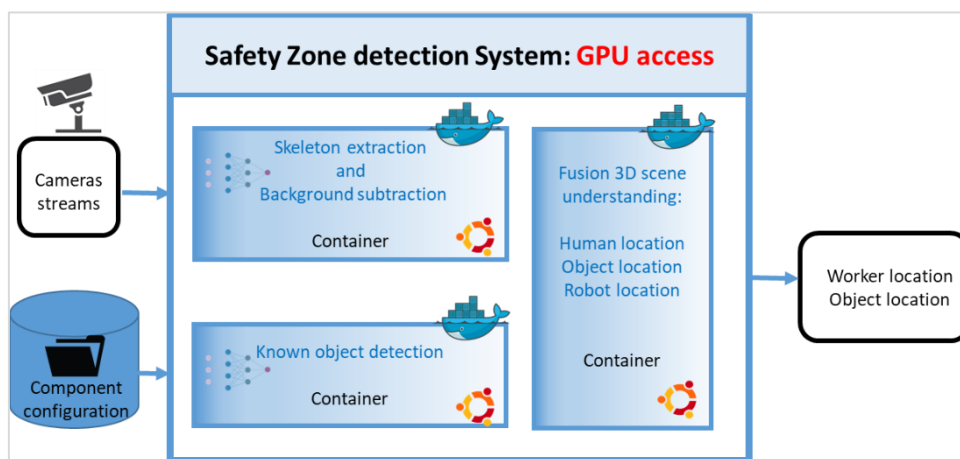 Safety Zone detection System: GPU access
Cameras
streams
Skeleton extraction
and
Background subtraction
Container
Fusion 3D scene
understanding:
Human location
Object location
Robot location
Container
Worker location
Object location
Component
configuration
Known object detection
Container